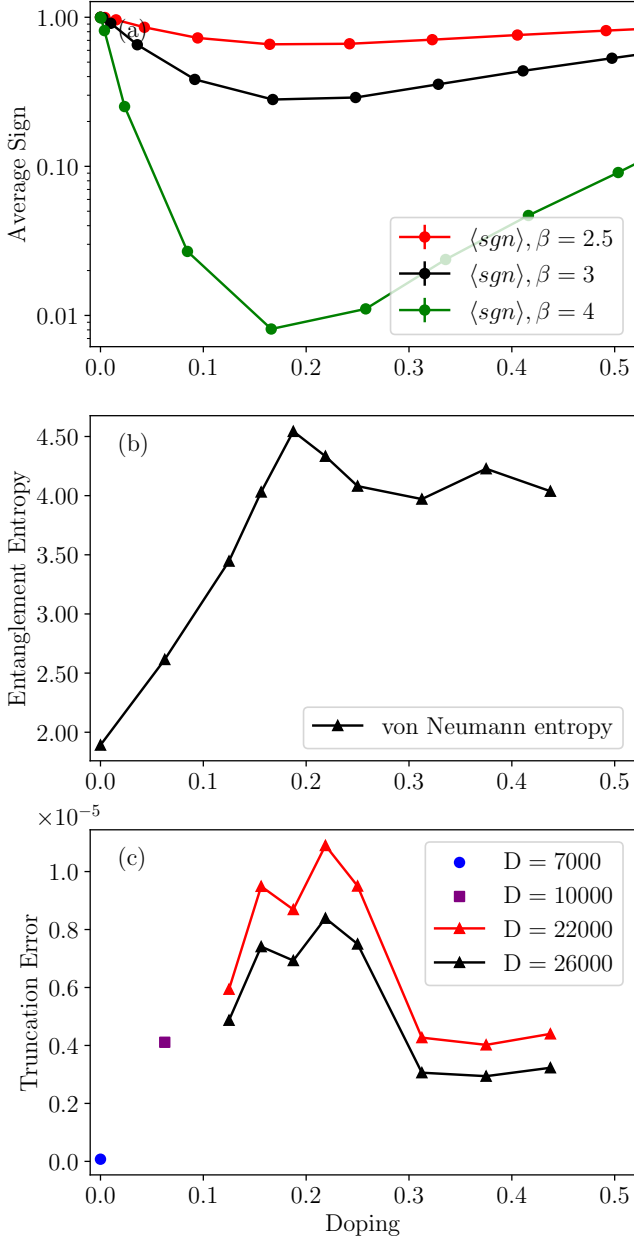 1.00
0.10
0.01
Average Sign
(a)
⟨sgn⟩, β = 2.5
⟨sgn⟩, β = 3
⟨sgn⟩, β = 4
0.0 0.1 0.2 0.3 0.4 0.5
4.50
4.00
3.50
3.00
2.50
2.00
Entanglement Entropy
(b)
von Neumann entropy
0.0 0.1 0.2 0.3 0.4 0.5
×10⁻⁵
1.0
0.8
0.6
0.4
0.2
0.0
Truncation Error
(c)
D = 7000
D = 10000
D = 22000
D = 26000
0.0 0.1 0.2 0.3 0.4 0.5
Doping